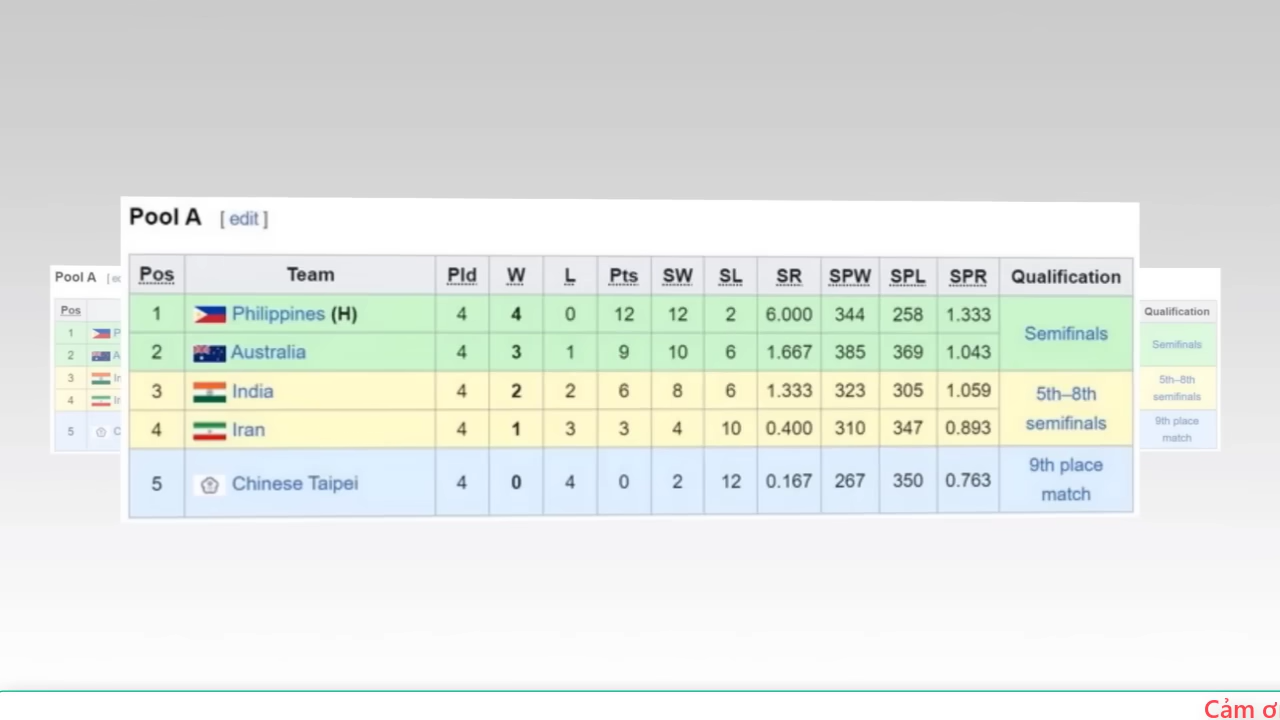 Pool A [ edit ]
Pos Team Pld W L Pts SW SL SR SPW SPL SPR Qualification
1 Philippines (H) 4 4 0 12 12 2 6.000 344 258 1.333 Semifinals
2 Australia 4 3 1 9 10 6 1.667 385 369 1.043
3 India 4 2 2 6 8 6 1.333 323 305 1.059 5th–8th
semifinals
4 Iran 4 1 3 3 4 10 0.400 310 347 0.893
5 Chinese Taipei 4 0 4 0 2 12 0.167 267 350 0.763 9th place
match
Pool A [
Pos
1 P
2 A
3
4
5 C
Qualification
Semifinals
5th–8th
semifinals
9th place
match
Cảm ơ